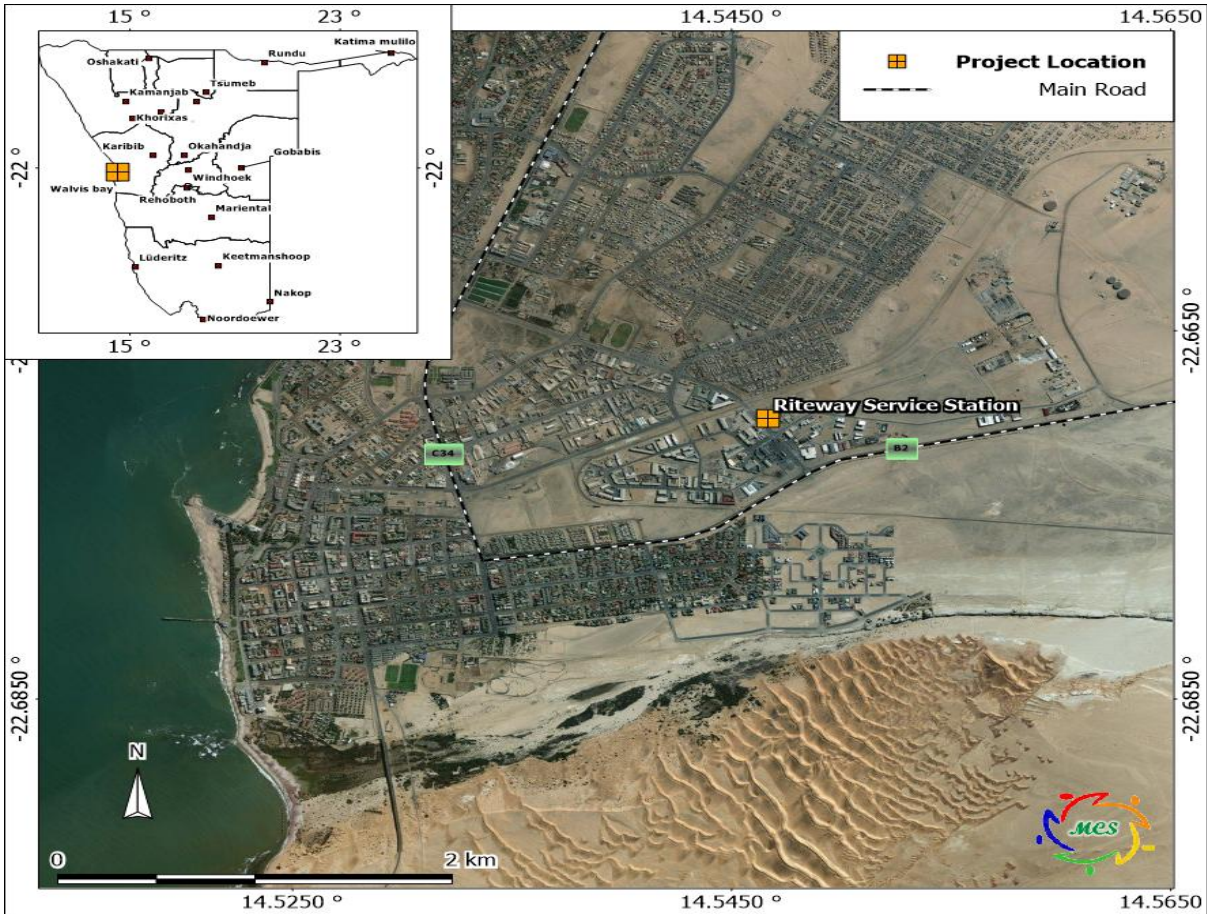 15 °
23 °
14.5450 °
14.5650
Katima mulilo
Rundu
Oshakati
Tsumeb
Kamanjab
Khorixas
Karibib
Okahandja
Gobabis
Windhoek
Walvis bay
Rehoboth
Mariental
Lüderitz
Keetmanshoop
Nakop
Noordoewer
-22 °
-22 °
15 °
23 °
Project Location
Main Road
-22.6650 °
Riteway Service Station
C34
B2
-22.6850 °
-22.6850 °
N
0
2 km
MCS
14.5250 °
14.5450 °
14.5650